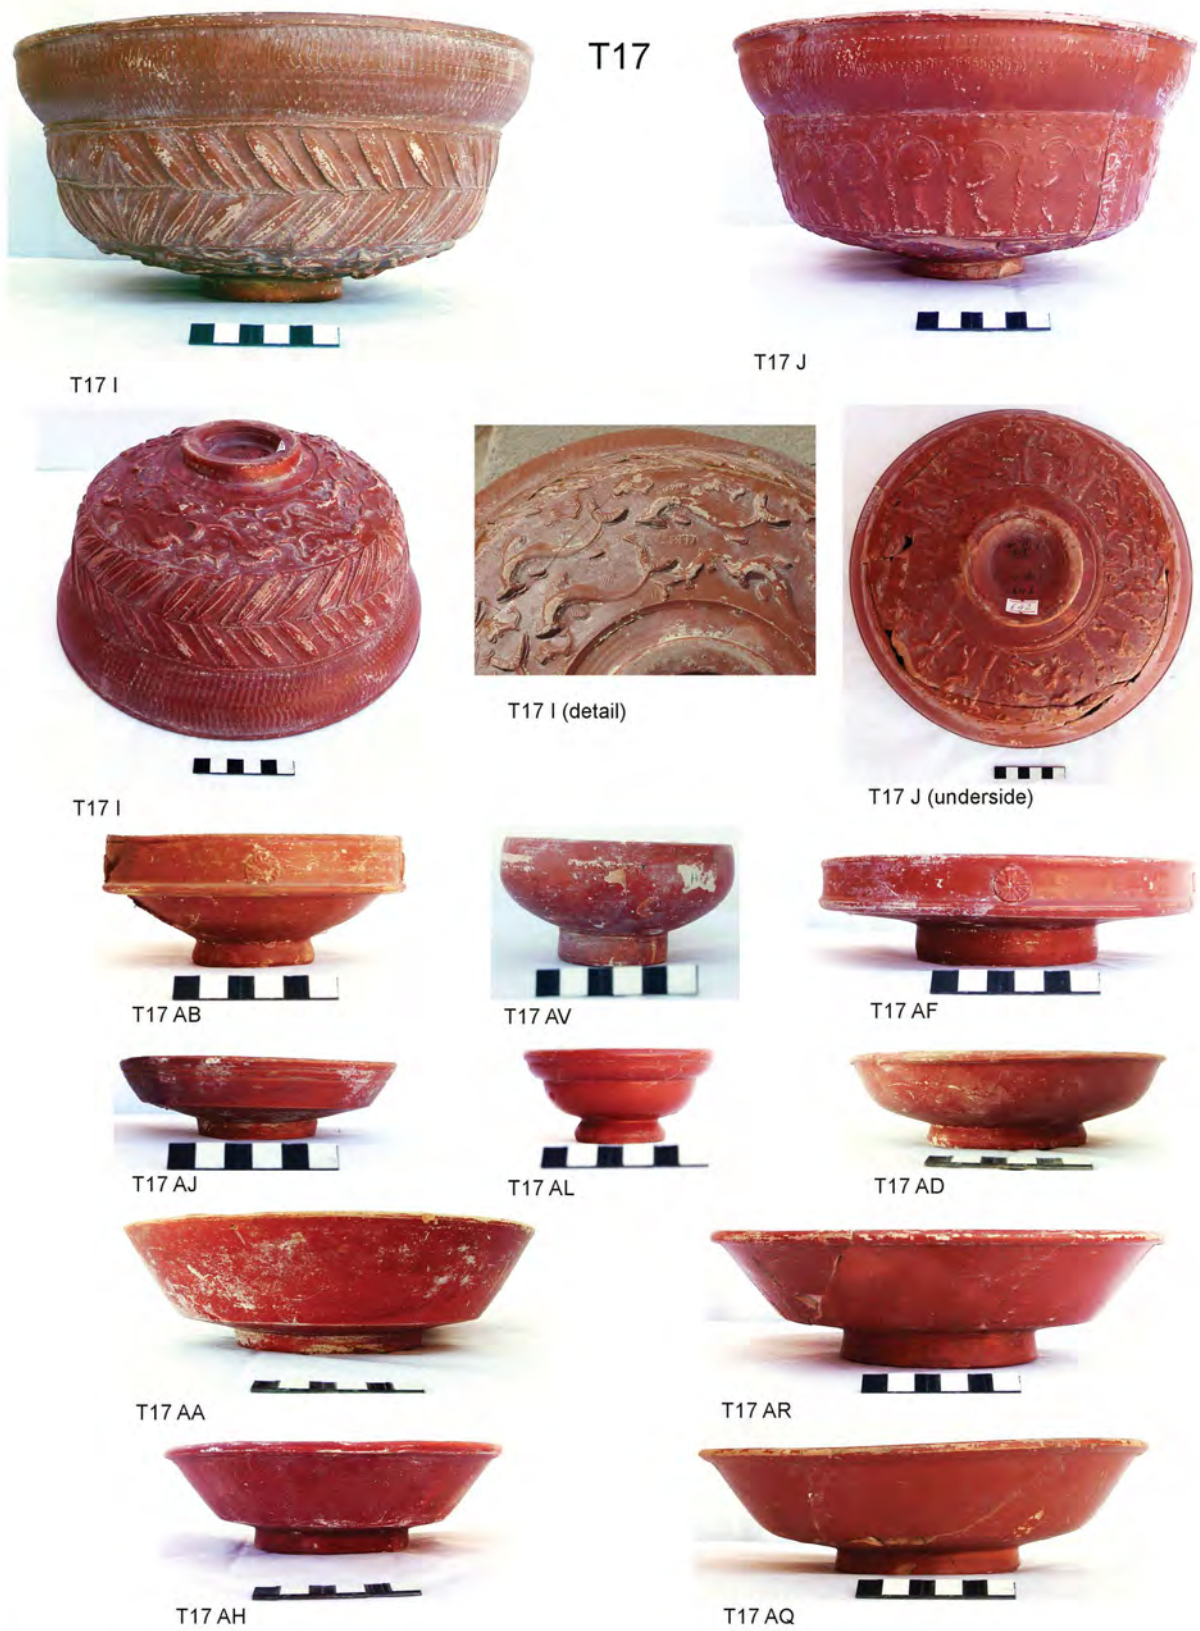 T17
T17 I
T17 J
T17 I
T17 I (detail)
T17 J (underside)
T17 AB
T17 AV
T17 AF
T17 AJ
T17 AL
T17 AD
T17 AA
T17 AR
T17 AH
T17 AQ